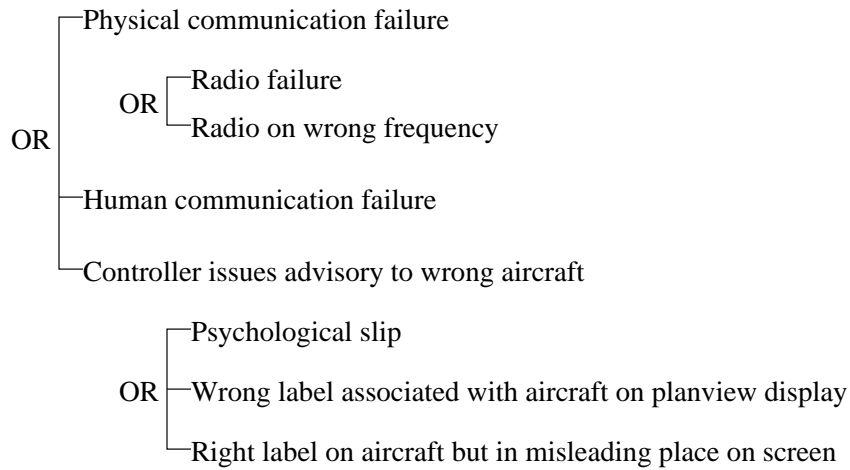 Physical communication failure
Radio failure
OR
Radio on wrong frequency
OR
Human communication failure
Controller issues advisory to wrong aircraft
Psychological slip
OR Wrong label associated with aircraft on planview display
Right label on aircraft but in misleading place on screen